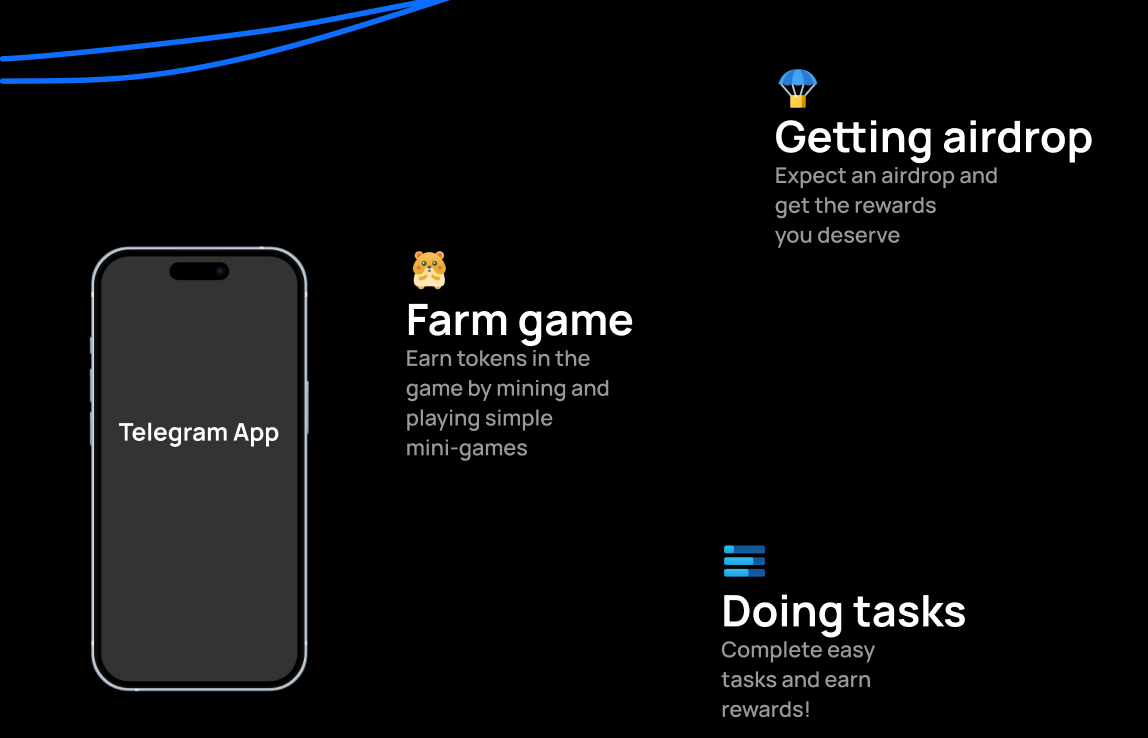 Getting airdrop
Expect an airdrop and
get the rewards
you deserve
Farm game
Earn tokens in the
game by mining and
playing simple
mini-games
Telegram App
Doing tasks
Complete easy
tasks and earn
rewards!